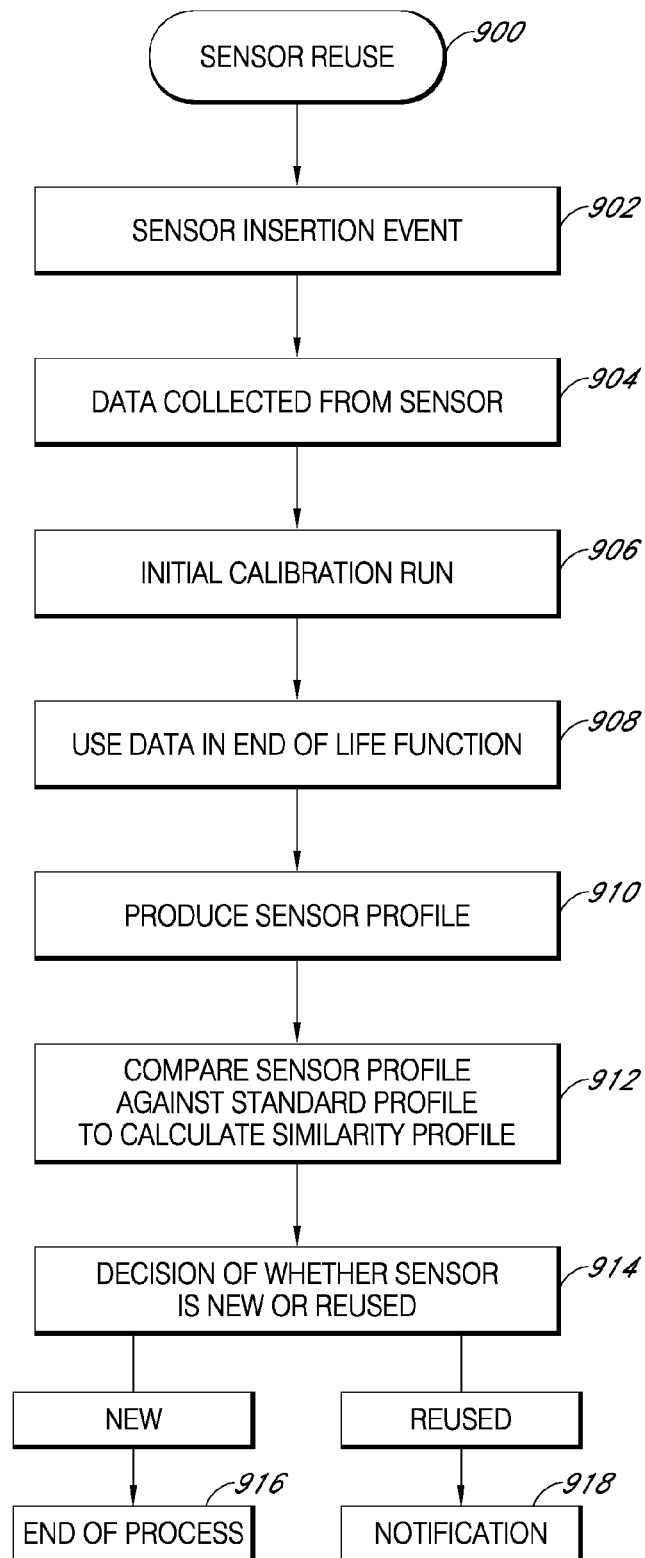 SENSOR REUSE
900
SENSOR INSERTION EVENT
902
DATA COLLECTED FROM SENSOR
904
INITIAL CALIBRATION RUN
906
USE DATA IN END OF LIFE FUNCTION
908
PRODUCE SENSOR PROFILE
910
COMPARE SENSOR PROFILE
AGAINST STANDARD PROFILE
TO CALCULATE SIMILARITY PROFILE
912
DECISION OF WHETHER SENSOR
IS NEW OR REUSED
914
NEW
REUSED
916
END OF PROCESS
918
NOTIFICATION